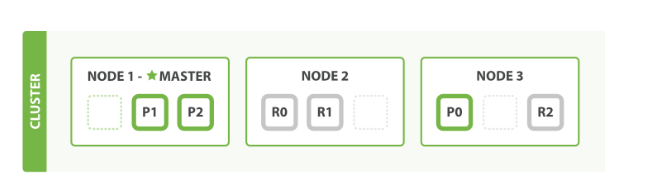 CLUSTER
NODE 1 - ★ MASTER
P1 P2
NODE 2
R0 R1
NODE 3
P0 R2